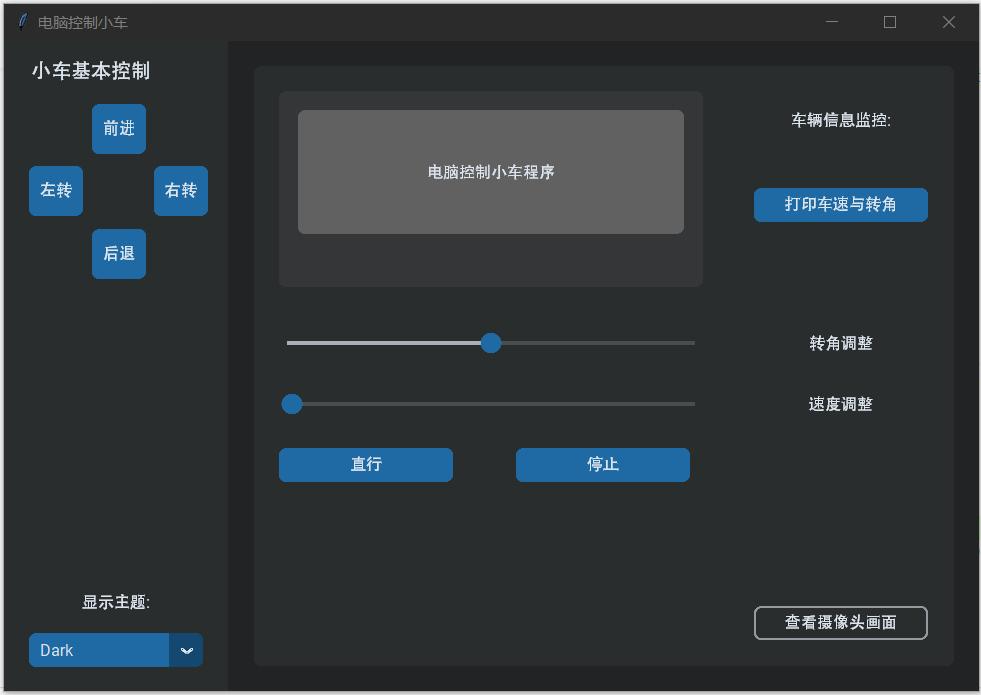 电脑控制小车
小车基本控制
前进
左转
右转
后退
显示主题:
Dark
电脑控制小车程序
车辆信息监控:
打印车速与转角
转角调整
速度调整
直行
停止
查看摄像头画面